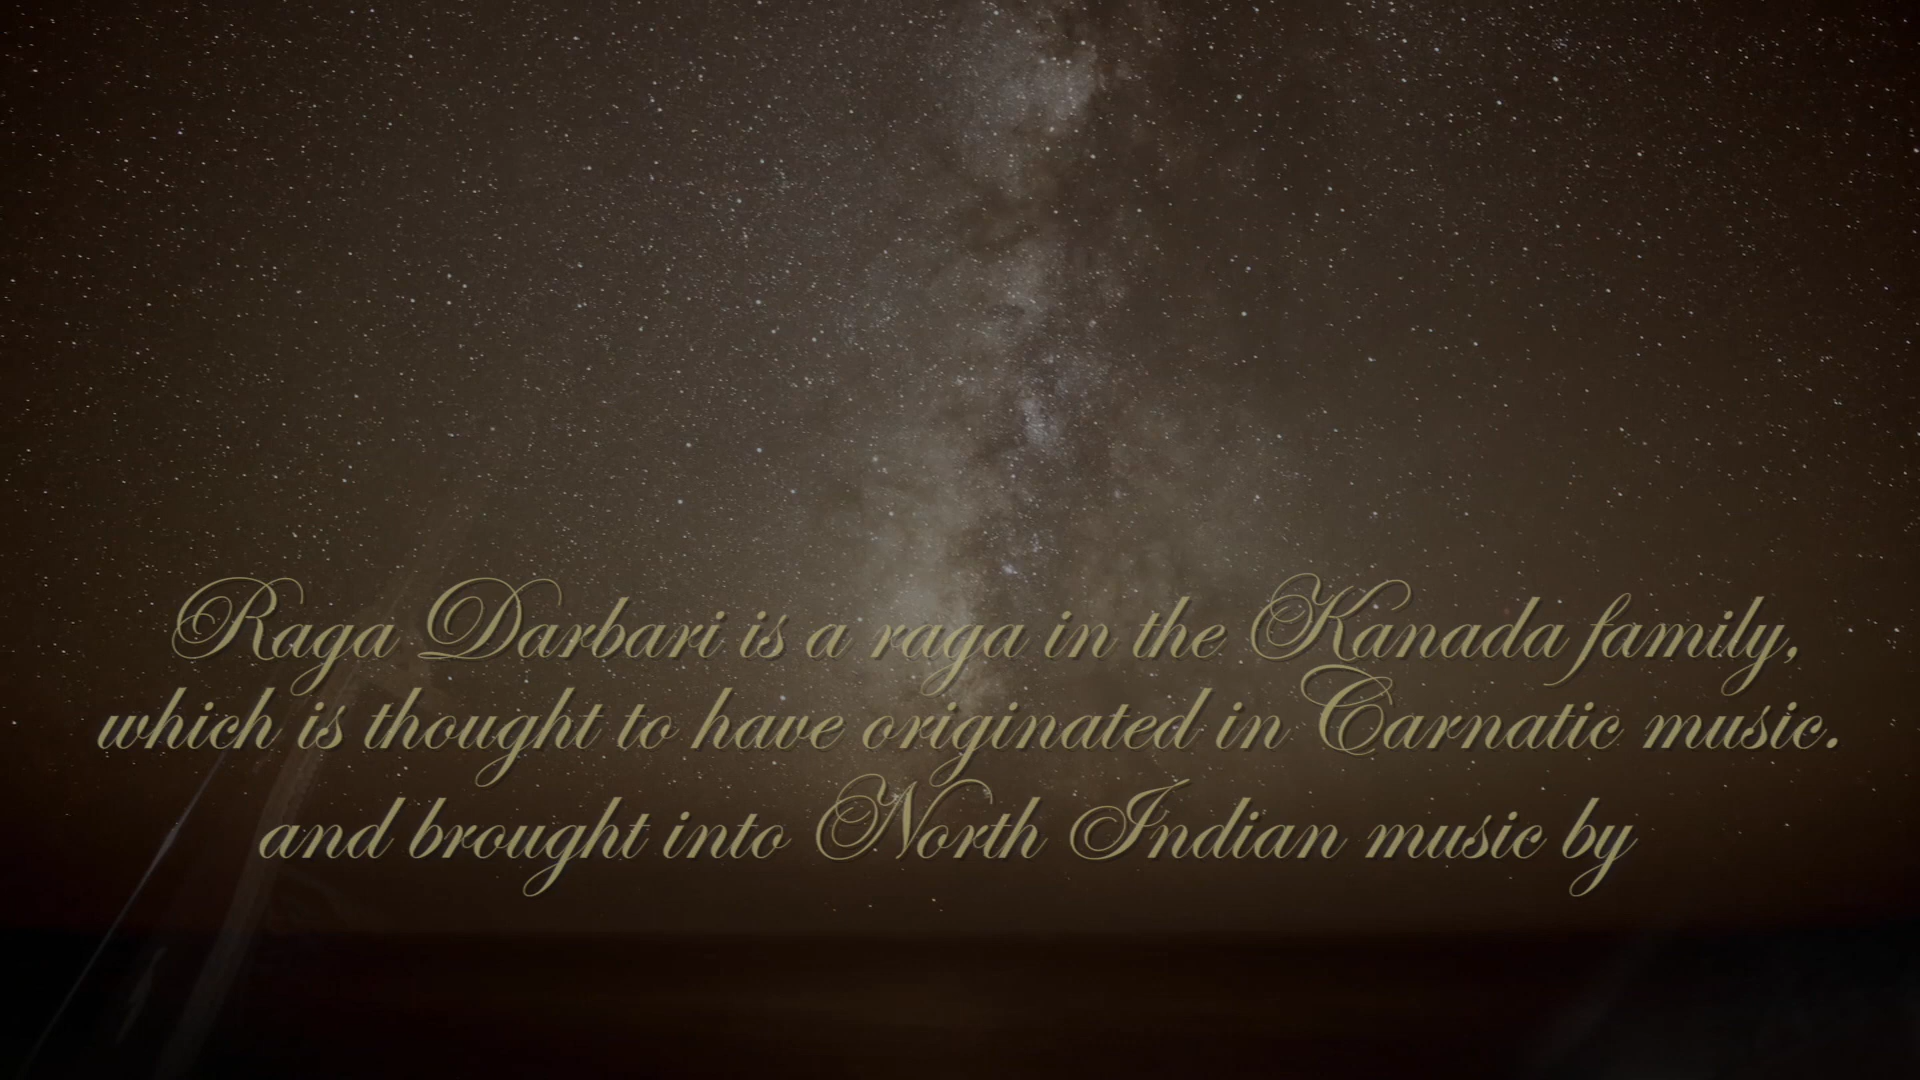 Raga Darbari is a raga in the Kanada family,
which is thought to have originated in Carnatic music.
and brought into North Indian music by